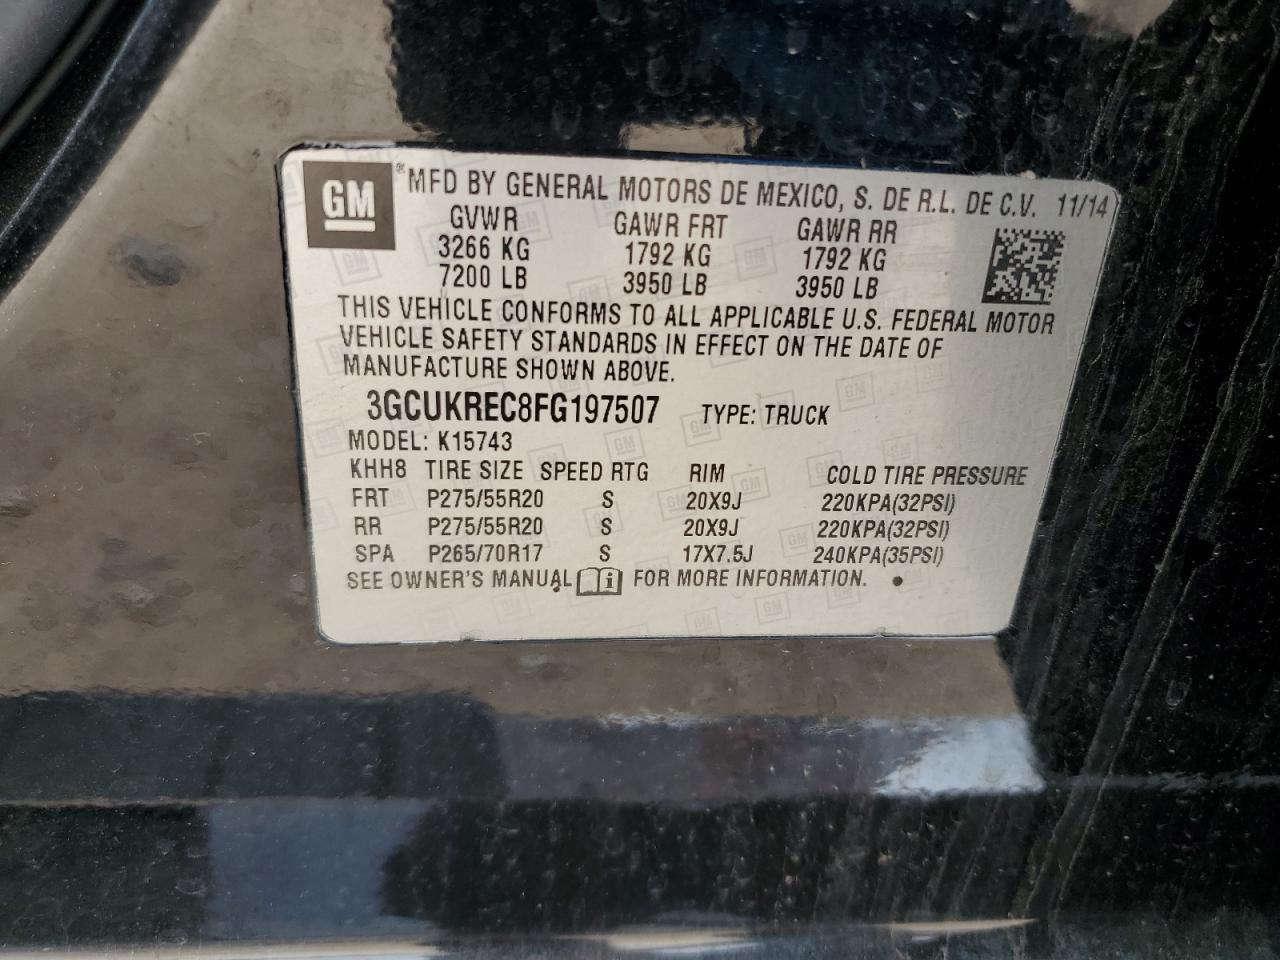 GM ® MFD BY GENERAL MOTORS DE MEXICO, S. DE R.L. DE C.V. 11/14
GVWR GAWR FRT GAWR RR
3266 KG 1792 KG 1792 KG
7200 LB 3950 LB 3950 LB
THIS VEHICLE CONFORMS TO ALL APPLICABLE U.S. FEDERAL MOTOR
VEHICLE SAFETY STANDARDS IN EFFECT ON THE DATE OF
MANUFACTURE SHOWN ABOVE.
3GCUKREC8FG197507 TYPE: TRUCK
MODEL: K15743
KHH8 TIRE SIZE SPEED RTG RIM COLD TIRE PRESSURE
FRT P275/55R20 S 20X9J 220KPA(32PSI)
RR P275/55R20 S 20X9J 220KPA(32PSI)
SPA P265/70R17 S 17X7.5J 240KPA(35PSI)
SEE OWNER'S MANUAL i FOR MORE INFORMATION.